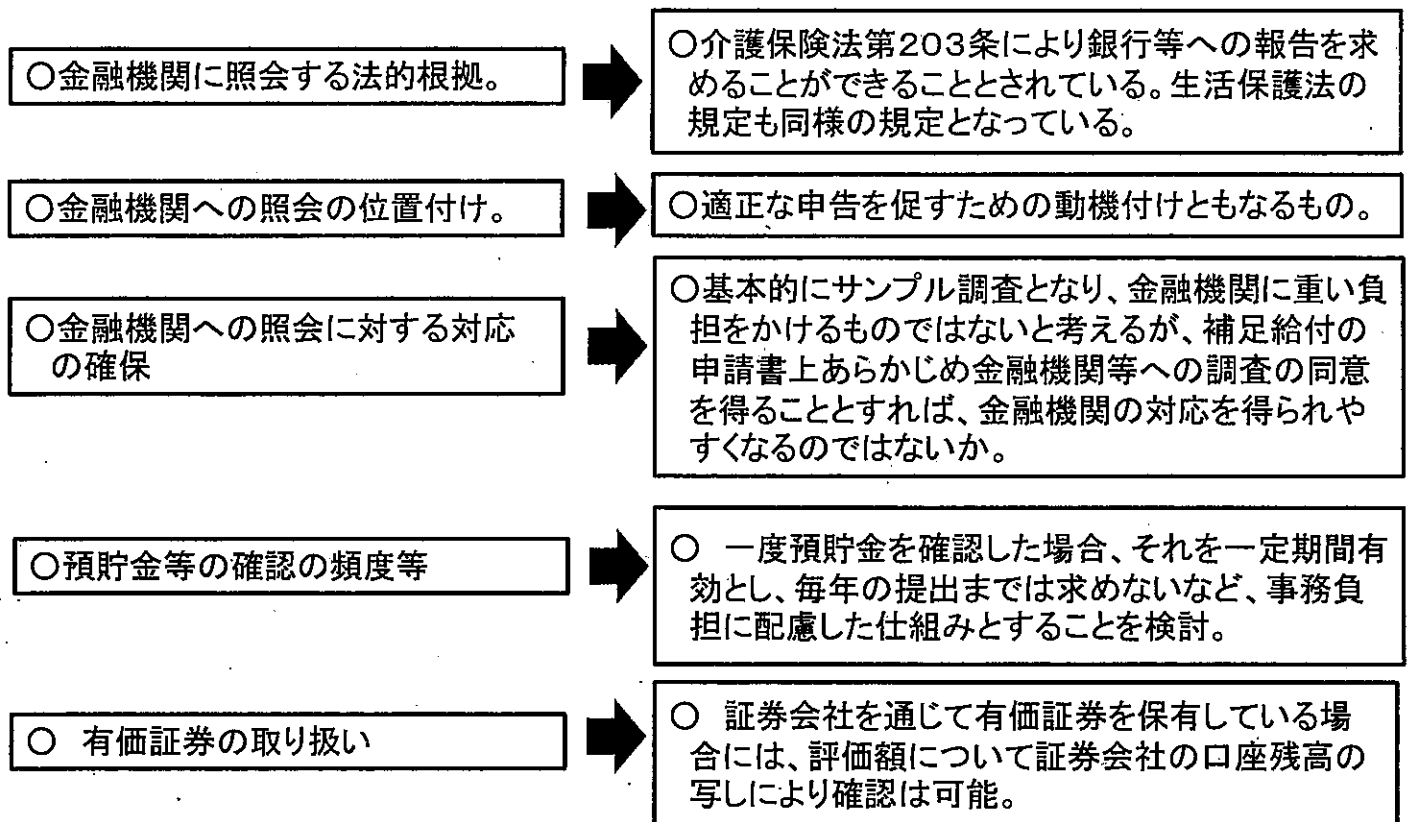 〇金融機関に照会する法的根拠。
〇介護保険法第203条により銀行等への報告を求
めることができることとされている。生活保護法の
規定も同様の規定となっている。
〇金融機関への照会の位置付け。
〇適正な申告を促すための動機付けともなるもの。
〇金融機関への照会に対する対応
の確保
〇基本的にサンプル調査となり、金融機関に重い負
担をかけるものではないと考えるが、補足給付の
申請書上あらかじめ金融機関等への調査の同意
を得ることとすれば、金融機関の対応を得られや
すくなるのではないか。
〇預貯金等の確認の頻度等
〇 一度預貯金を確認した場合、それを一定期間有
効とし、毎年の提出までは求めないなど、事務負
担に配慮した仕組みとすることを検討。
〇 有価証券の取り扱い
〇 証券会社を通じて有価証券を保有している場
合には、評価額について証券会社の口座残高の
写しにより確認は可能。